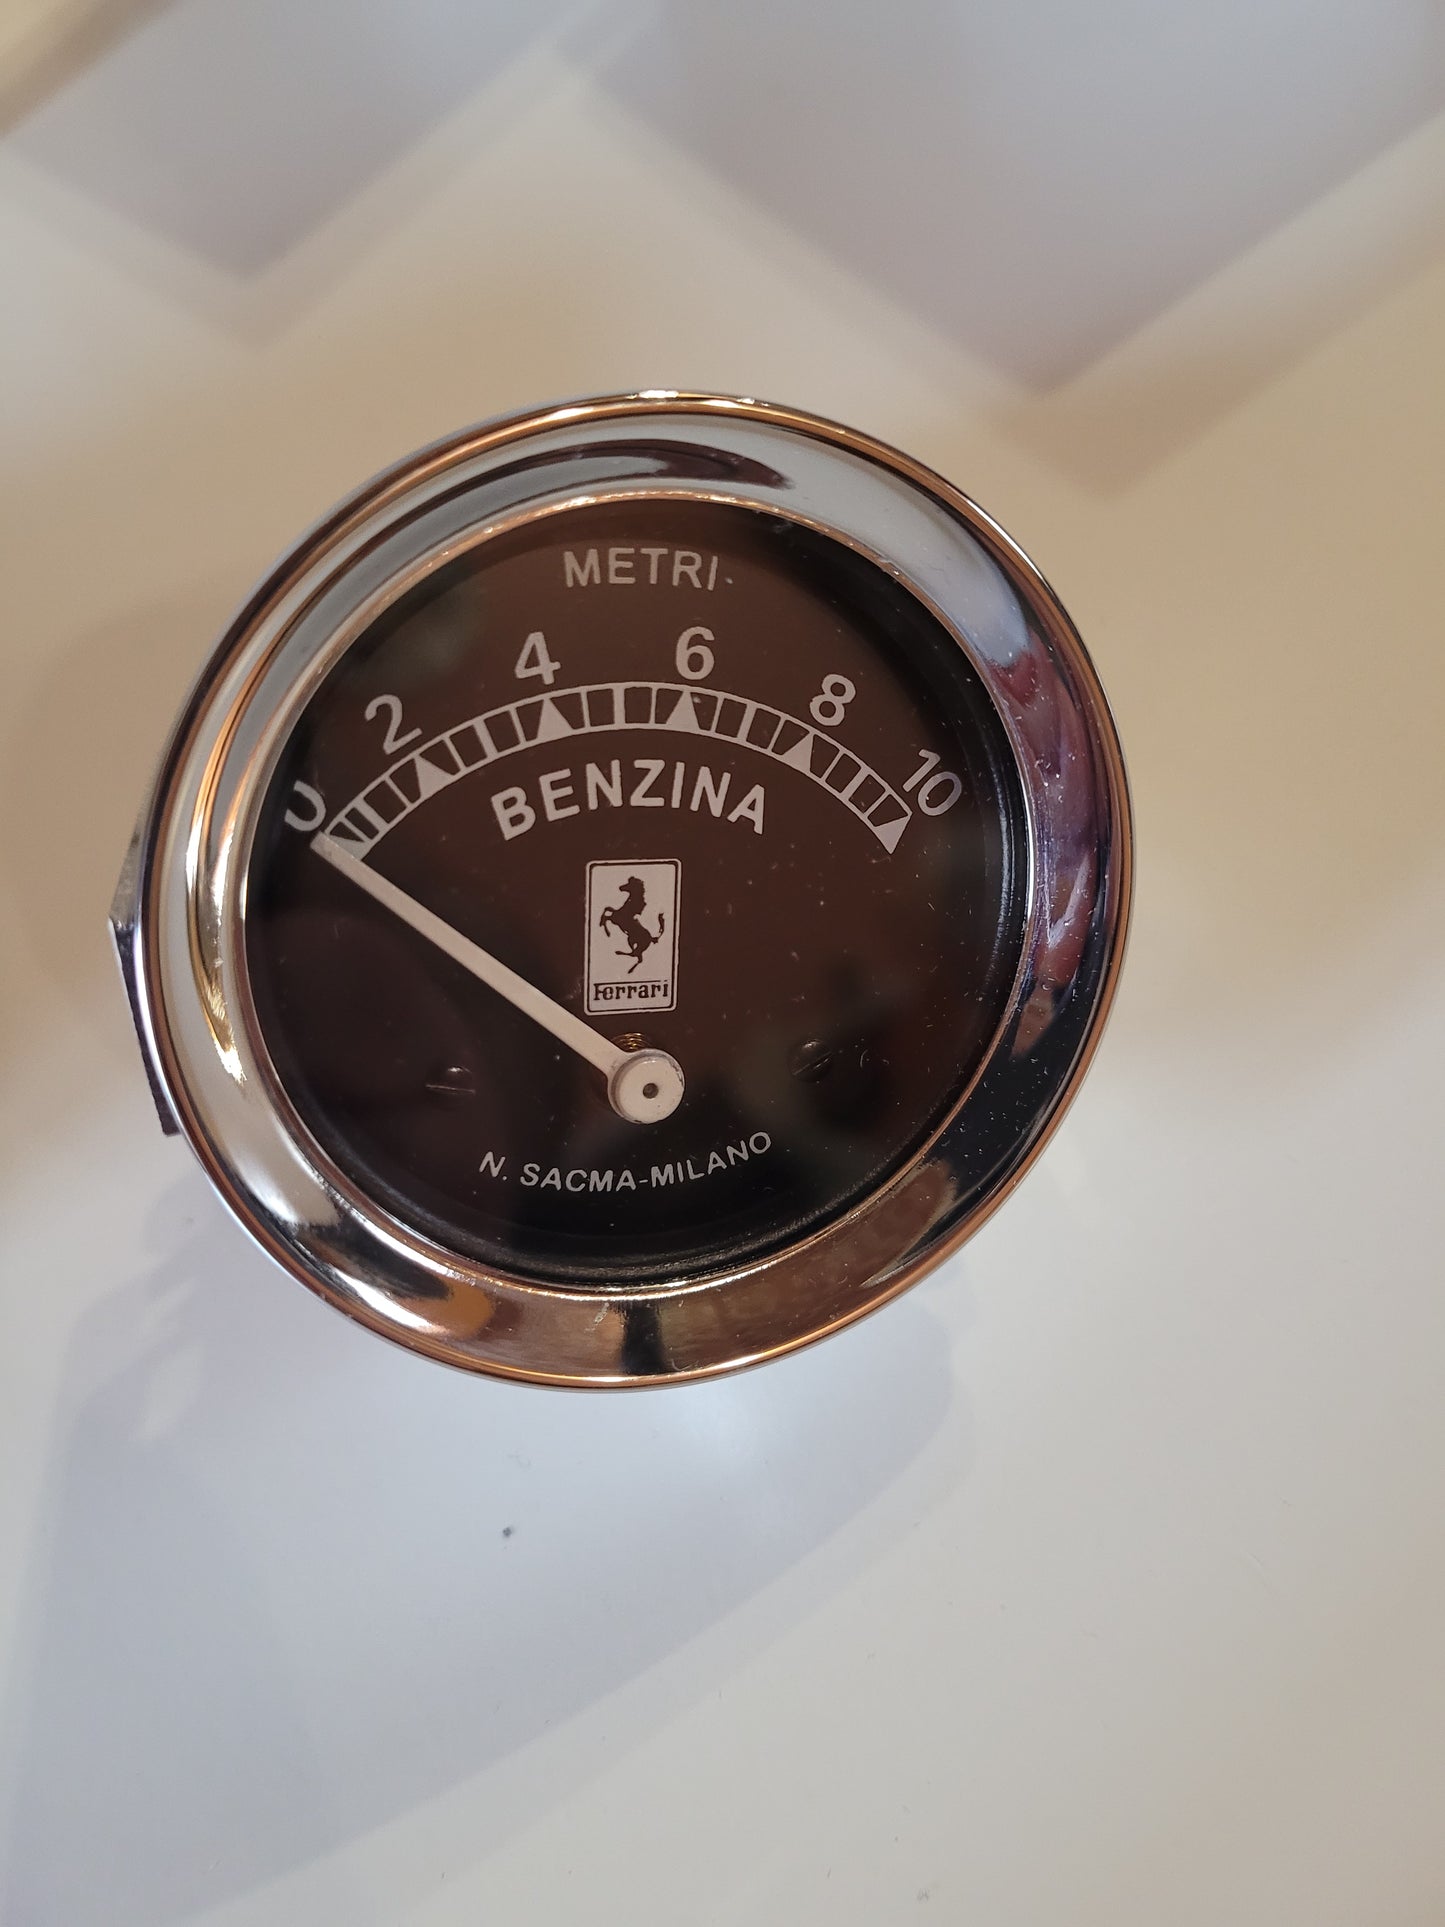 METRI
0 2 4 6 8 10
BENZINA
Ferrari
N. SACMA-MILANO